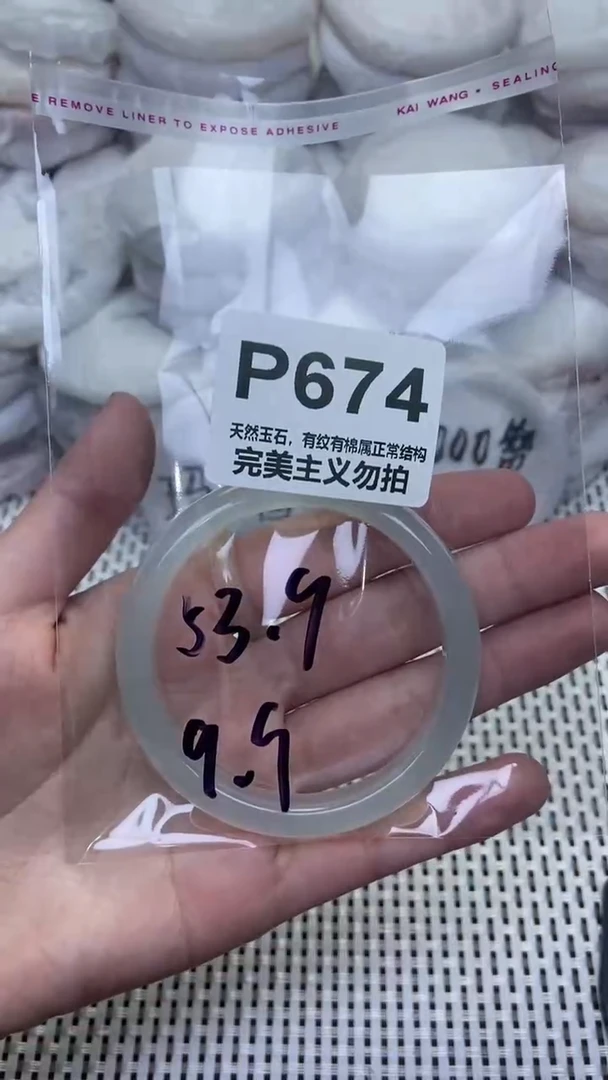 E REMOVE LINER TO EXPOSE ADHESIVE
KAI WANG * SEALING
P674
天然玉石，有纹有棉属正常结构
完美主义勿拍
53.9
9.9